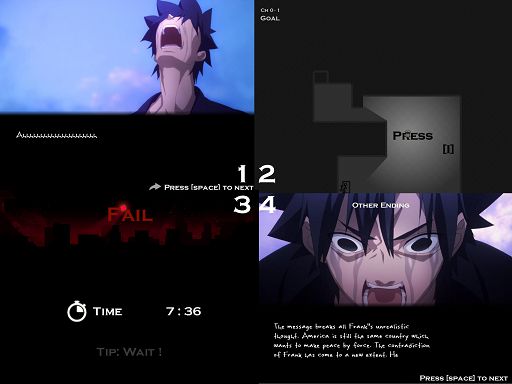 Aaaaaaaaaaaaaaaaaaaa
Press [space] to next
1 2
3 4
Ch 0-1
Goal
Press
Fail
Time 7:36
Tip: Wait !
Other Ending
The message breaks all Frank"s unrealistic
thought. America is still the same country which
wants to make peace by force. The contradiction
of Frank has come to a new extent. He
Press [space] to next